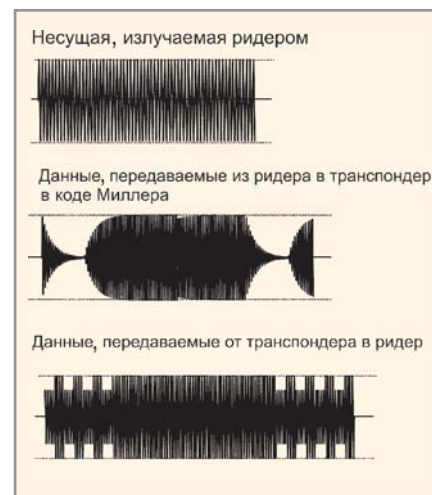 Несущая, излучаемая ридером
Данные, передаваемые из ридера в транспондер
в коде Миллера
Данные, передаваемые от транспондера в ридер